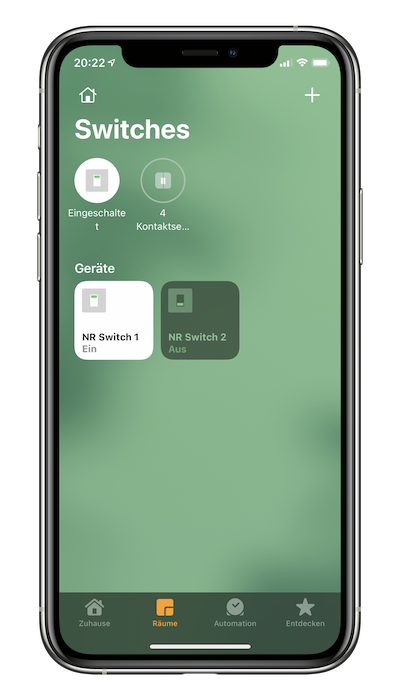 20:22
Switches
Eingeschalte
t
4
Kontaktse...
Geräte
NR Switch 1
Ein
NR Switch 2
Aus
Zuhause
Räume
Automation
Entdecken